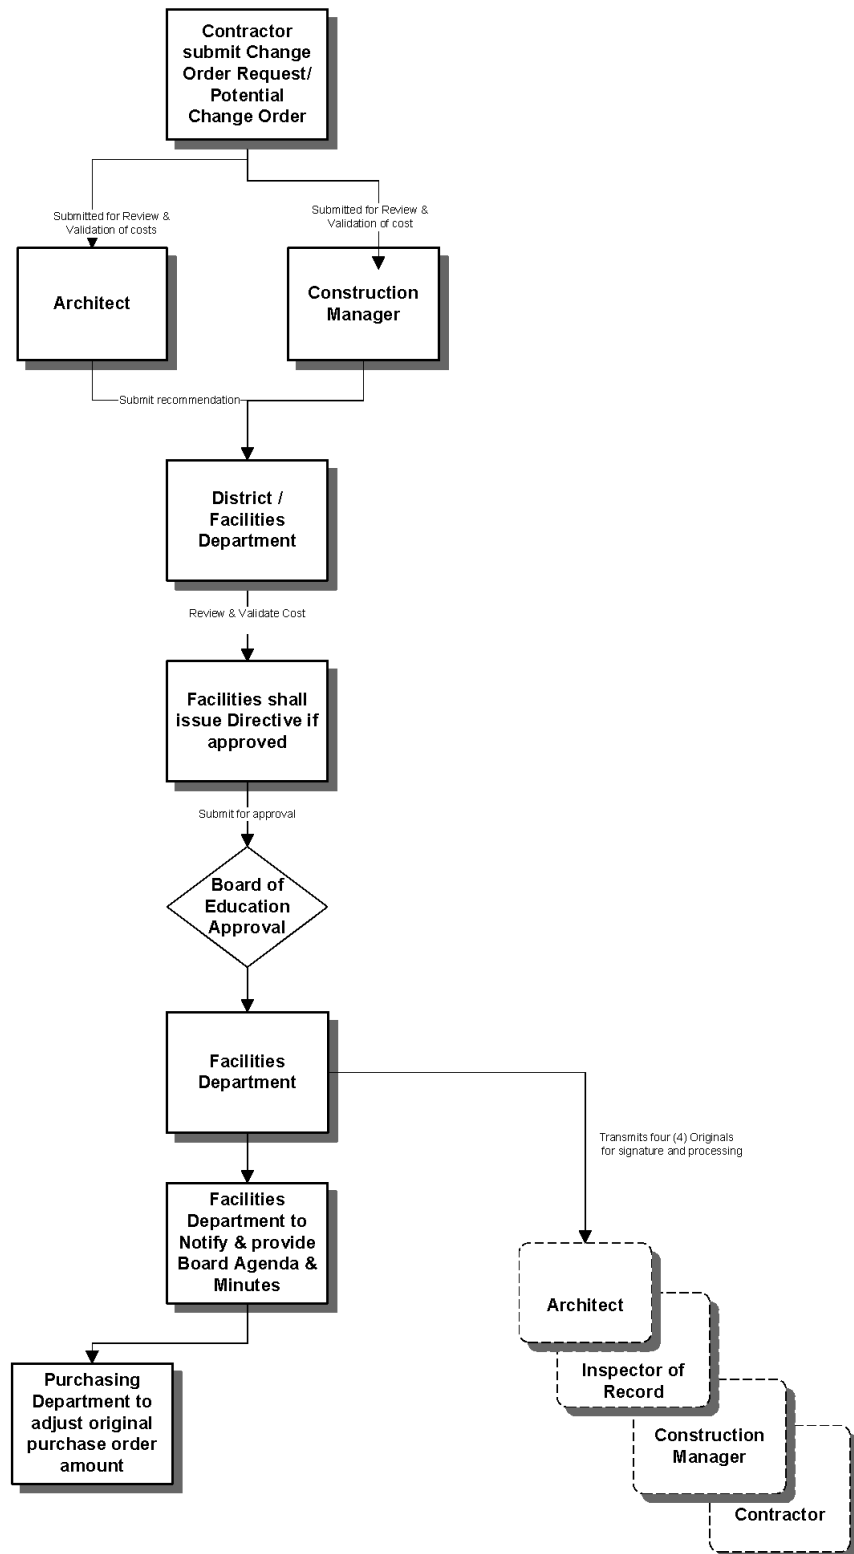 Contractor
submit Change
Order Request/
Potential
Change Order
Submitted for Review &
Validation of costs
Submitted for Review &
Validation of cost
Architect
Construction
Manager
Submit recommendation
District /
Facilities
Department
Review & Validate Cost
Facilities shall
issue Directive if
approved
Submit for approval
Board of
Education
Approval
Facilities
Department
Transmits four (4) Originals
for signature and processing
Facilities
Department to
Notify & provide
Board Agenda &
Minutes
Architect
Inspector of
Record
Purchasing
Department to
adjust original
purchase order
amount
Construction
Manager
Contractor